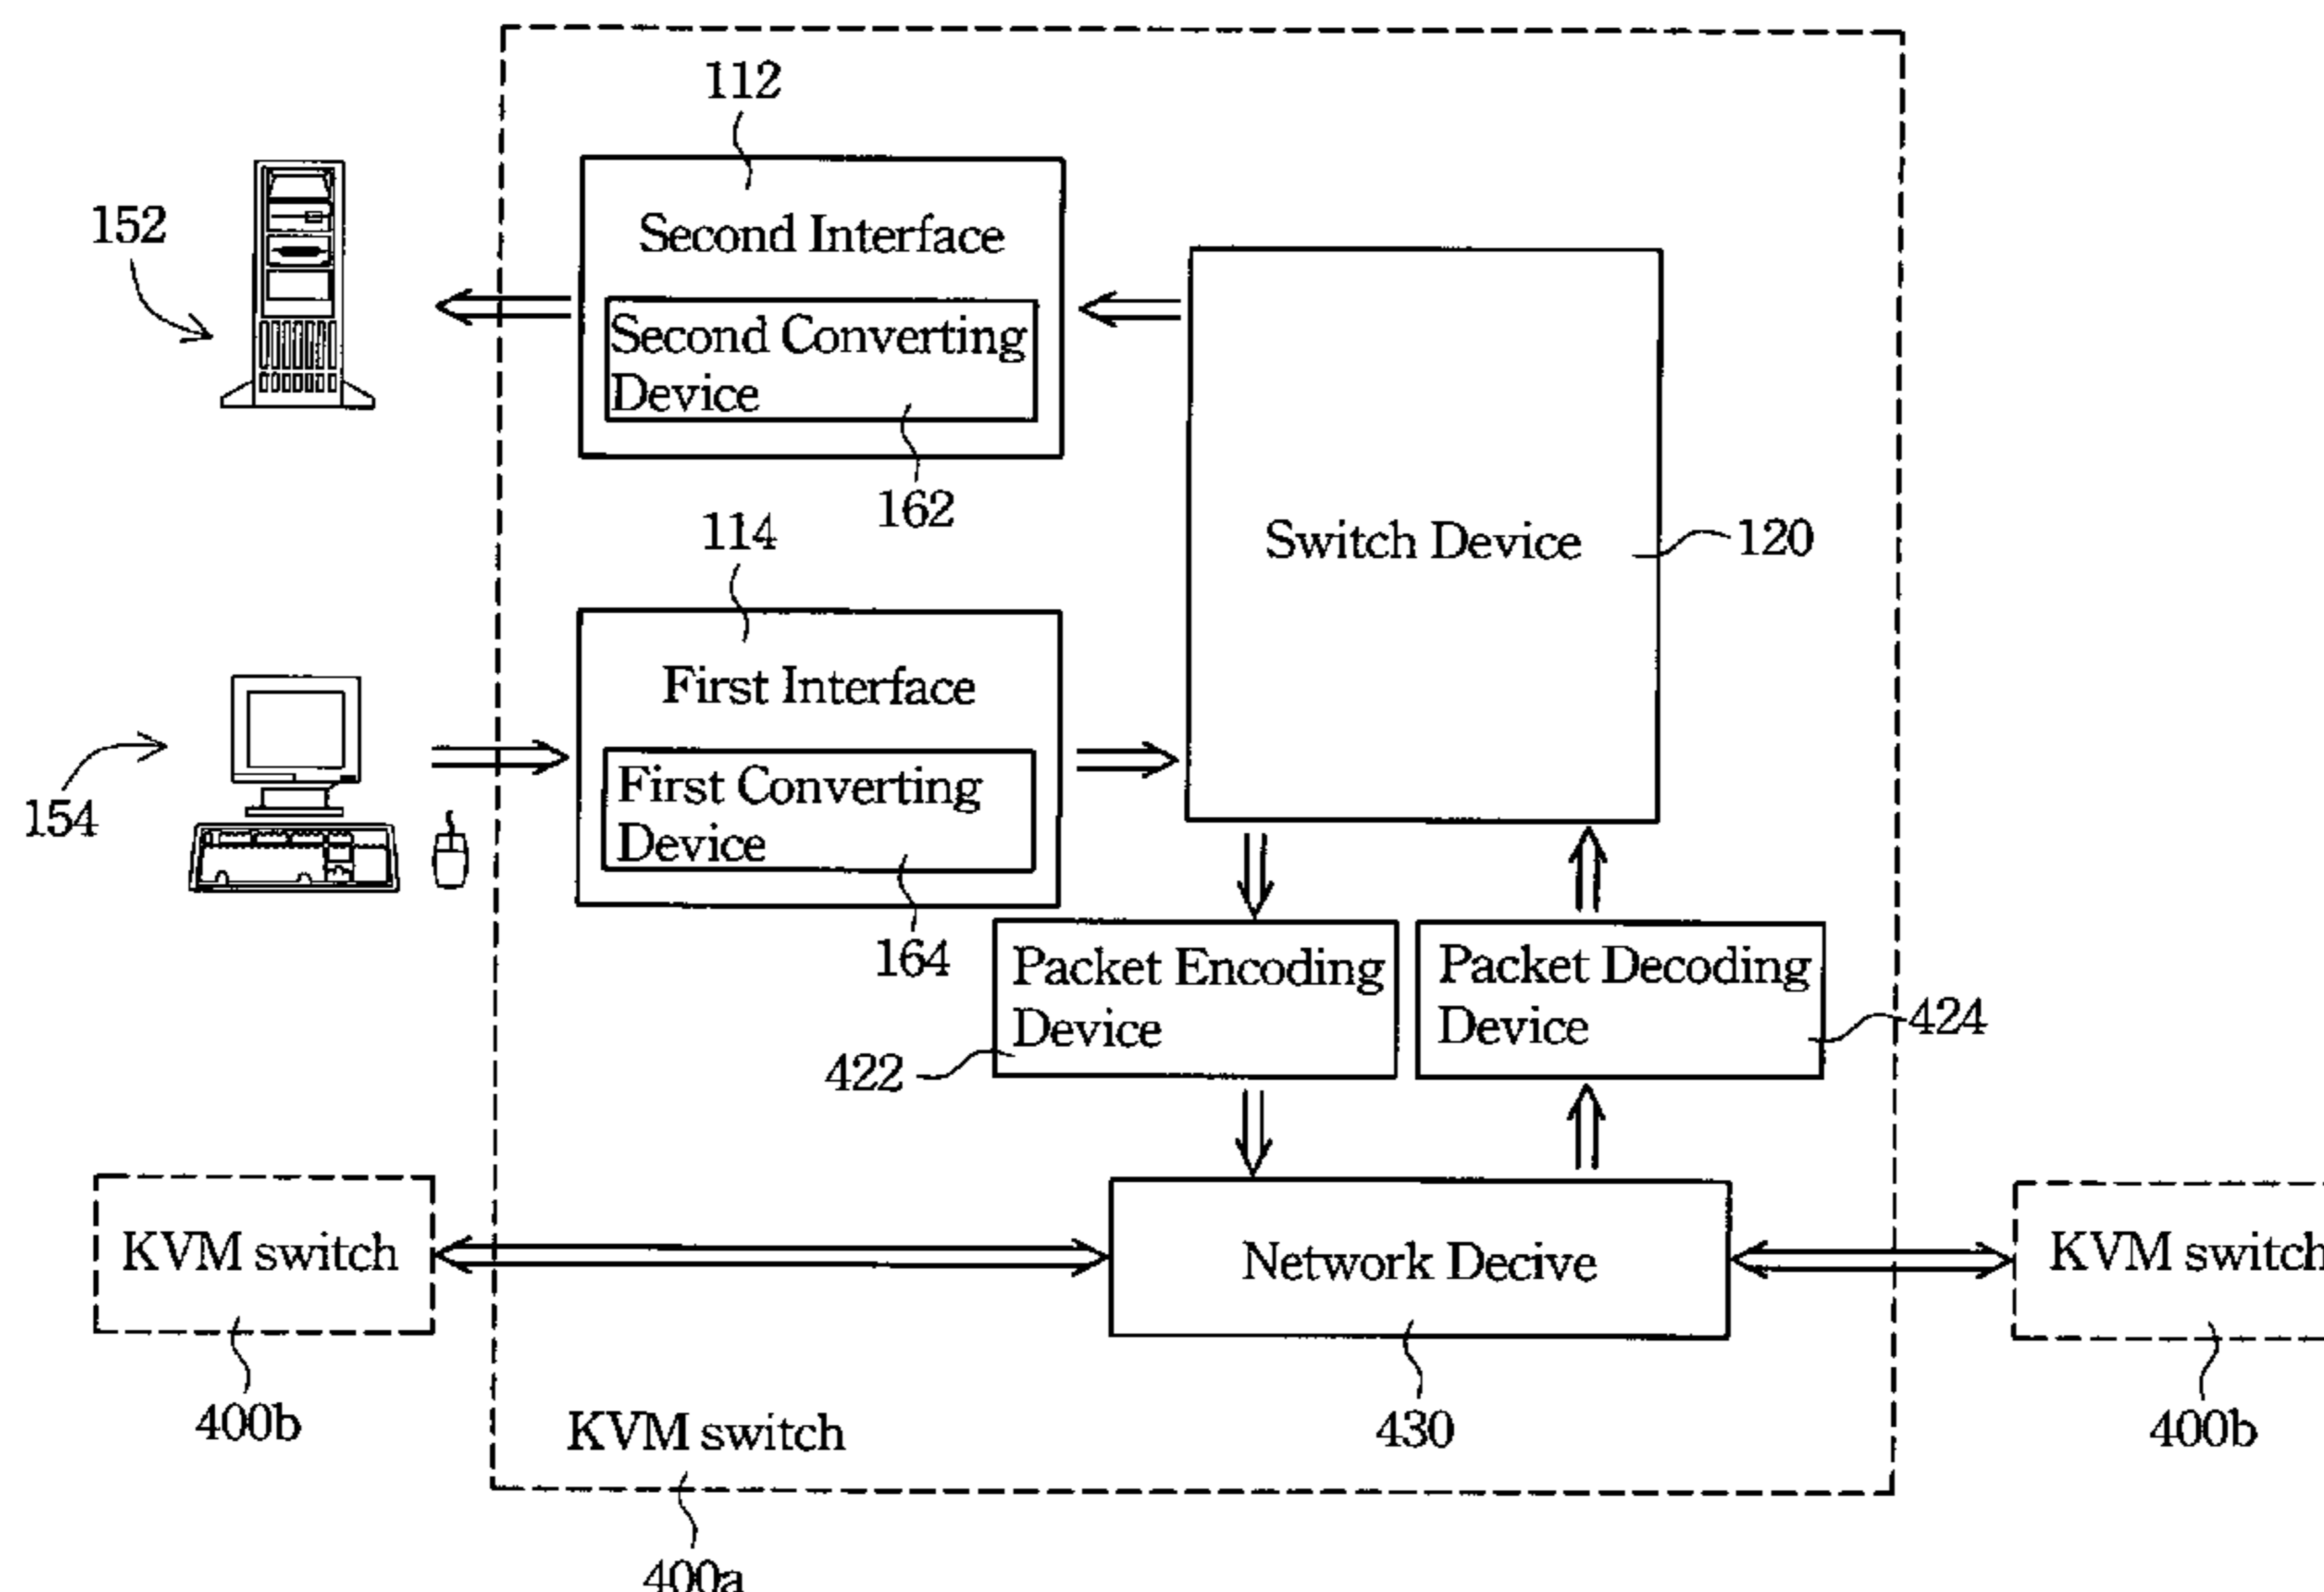 112
152
Second Interface
Second Converting
Device
162
114
Switch Device
120
First Interface
First Converting
Device
154
164
Packet Encoding
Device
422
Packet Decoding
Device
424
KVM switch
400b
Network Decive
430
KVM switch
400b
KVM switch
400a